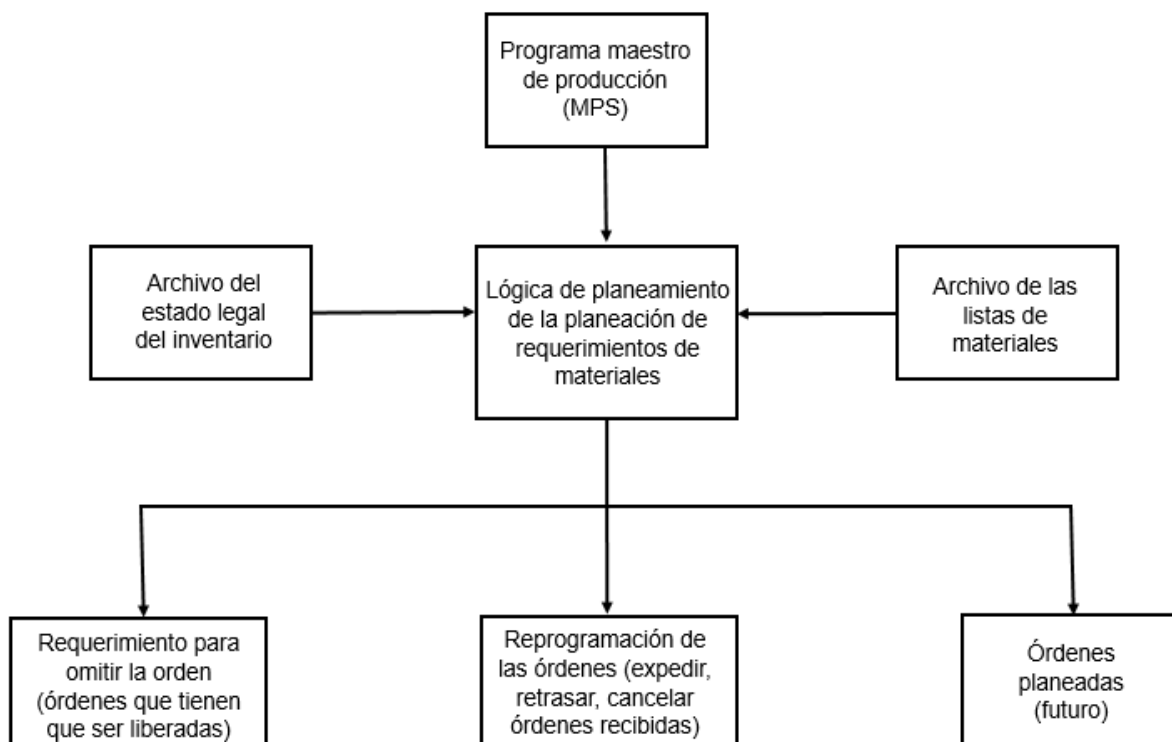 Programa maestro
de producción
(MPS)
Archivo del
estado legal
del inventario
Lógica de planeamiento
de la planeación de
requerimientos de
materiales
Archivo de las
listas de
materiales
Requerimiento para
omitir la orden
(órdenes que tienen
que ser liberadas)
Reprogramación de
las órdenes (expedir,
retrasar, cancelar
órdenes recibidas)
Órdenes
planeadas
(futuro)